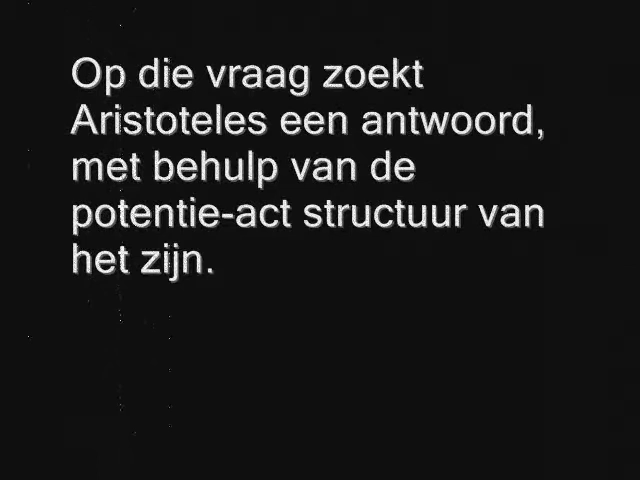 Op die vraag zoekt
Aristoteles een antwoord,
met behulp van de
potentie-act structuur van
het zijn.